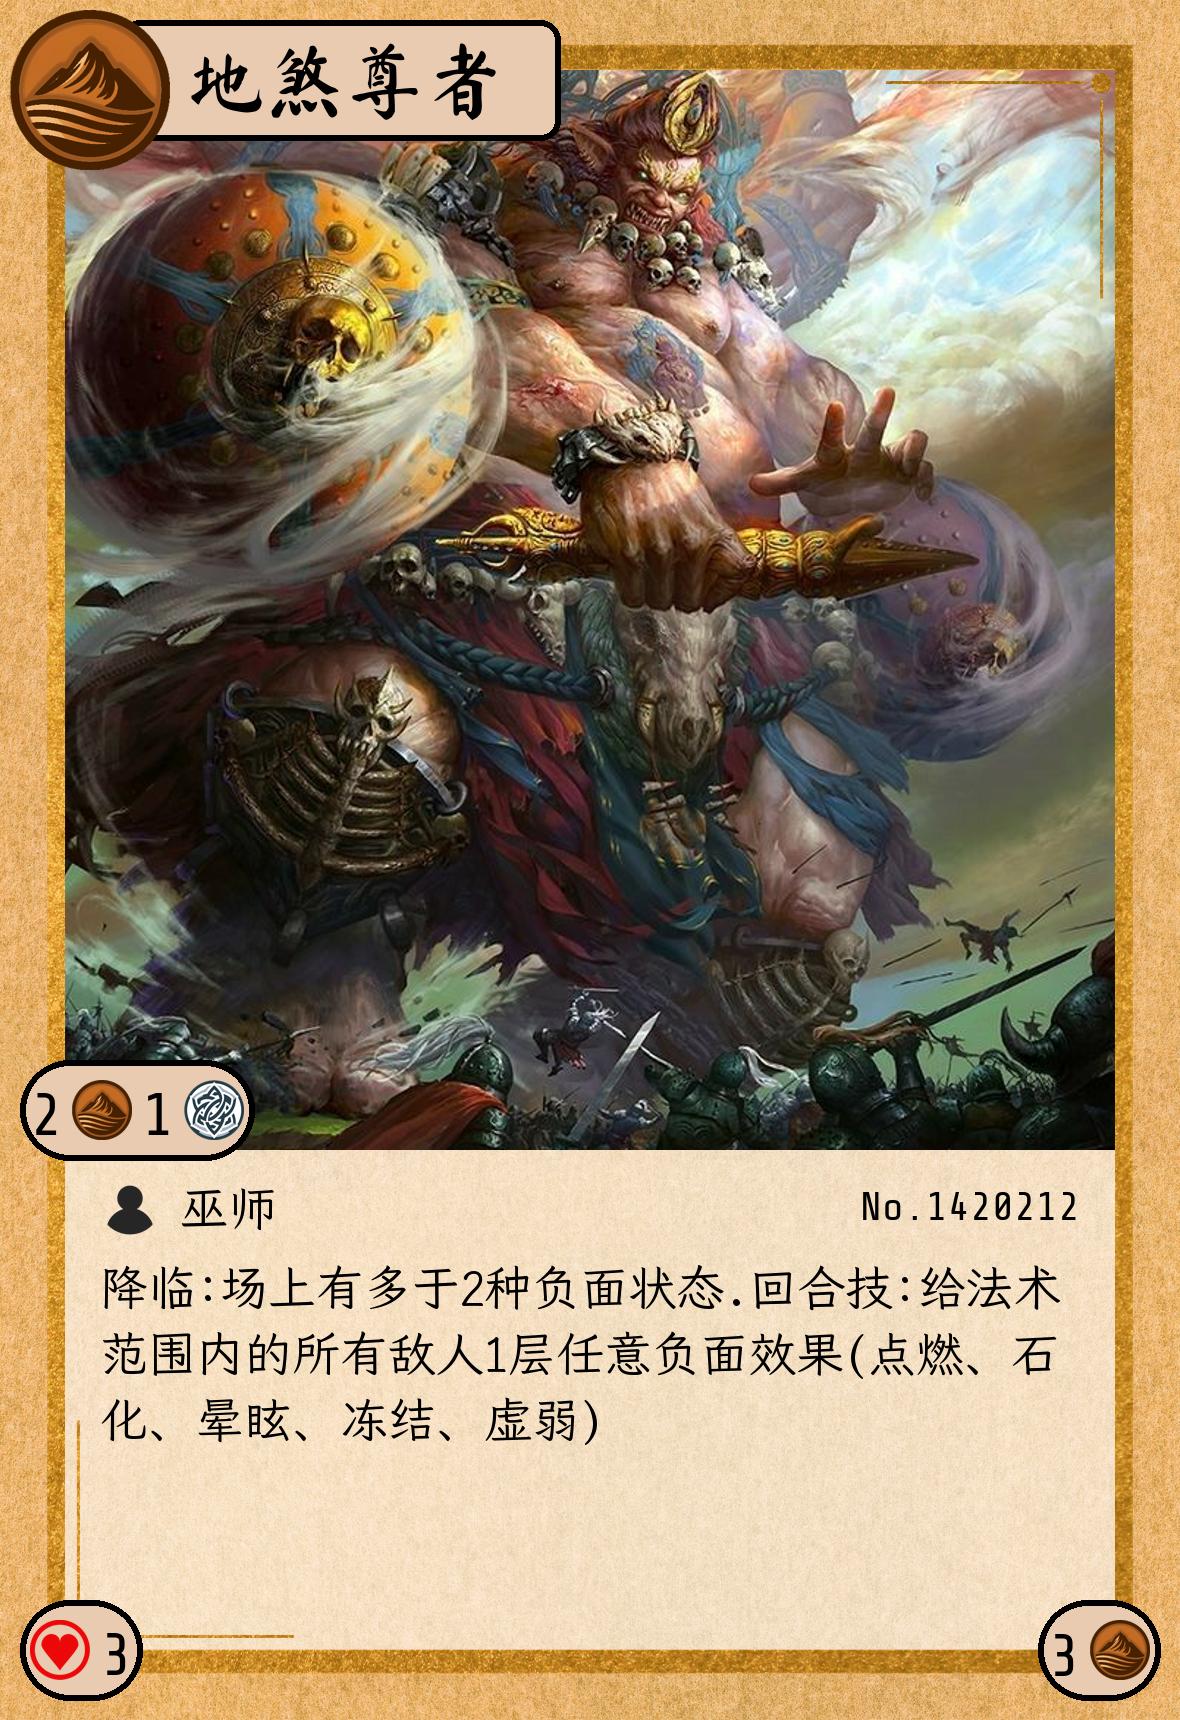 地煞尊者
2 1
巫师
No.1420212
降临:场上有多于2种负面状态.回合技:给法术
范围内的所有敌人1层任意负面效果(点燃、石
化、晕眩、冻结、虚弱)
3
3